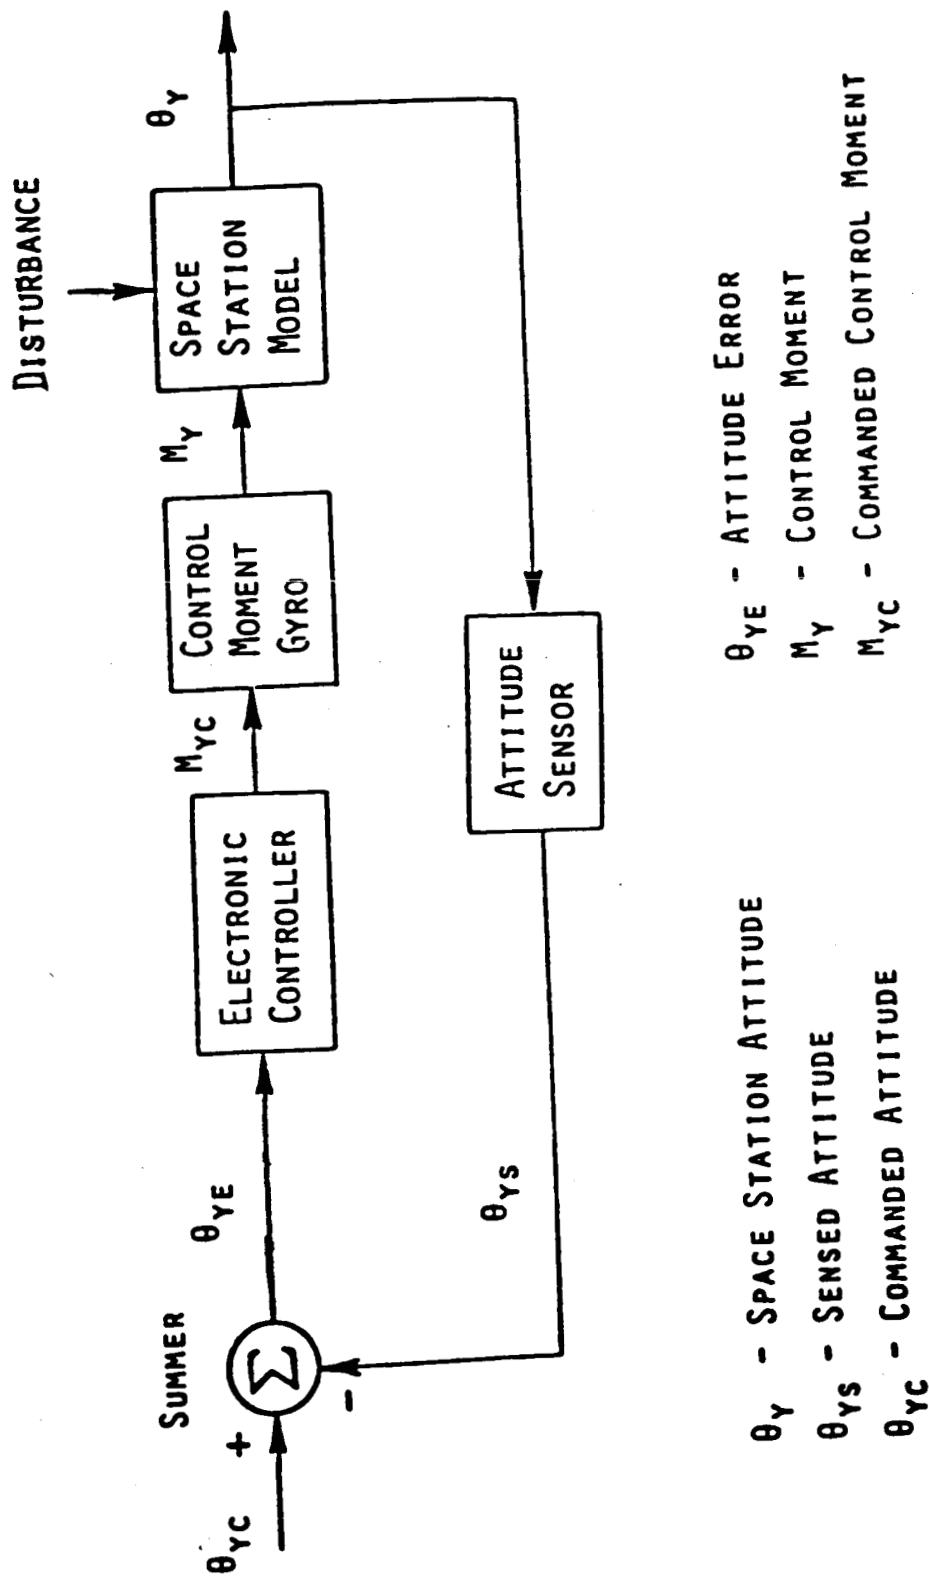 DISTURBANCE
SUMMER
θYC
+
-
Σ
θYE
ELECTRONIC
CONTROLLER
MYC
CONTROL
MOMENT
GYRO
MY
SPACE
STATION
MODEL
θY
θYS
ATTITUDE
SENSOR
θY - SPACE STATION ATTITUDE
θYS - SENSED ATTITUDE
θYC - COMMANDED ATTITUDE
θYE - ATTITUDE ERROR
MY - CONTROL MOMENT
MYC - COMMANDED CONTROL MOMENT